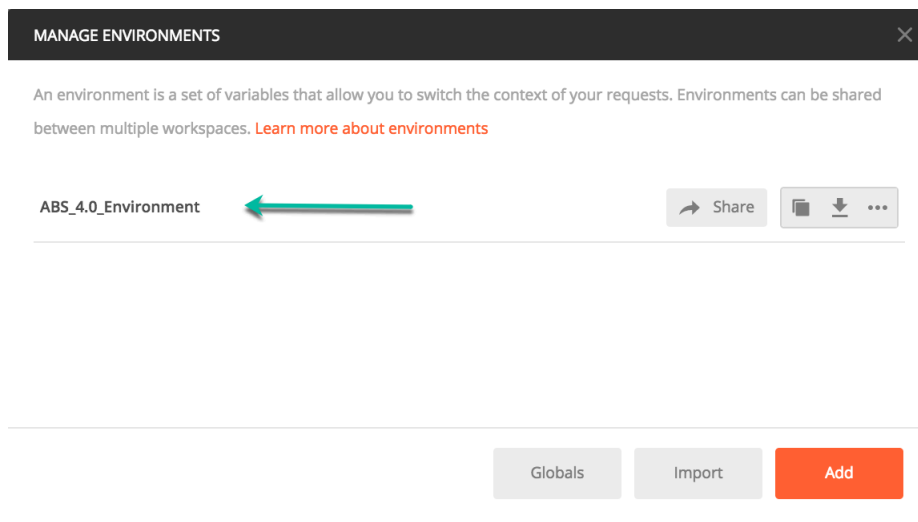 MANAGE ENVIRONMENTS
An environment is a set of variables that allow you to switch the context of your requests. Environments can be shared
between multiple workspaces. Learn more about environments
ABS_4.0_Environment
Share
Globals
Import
Add